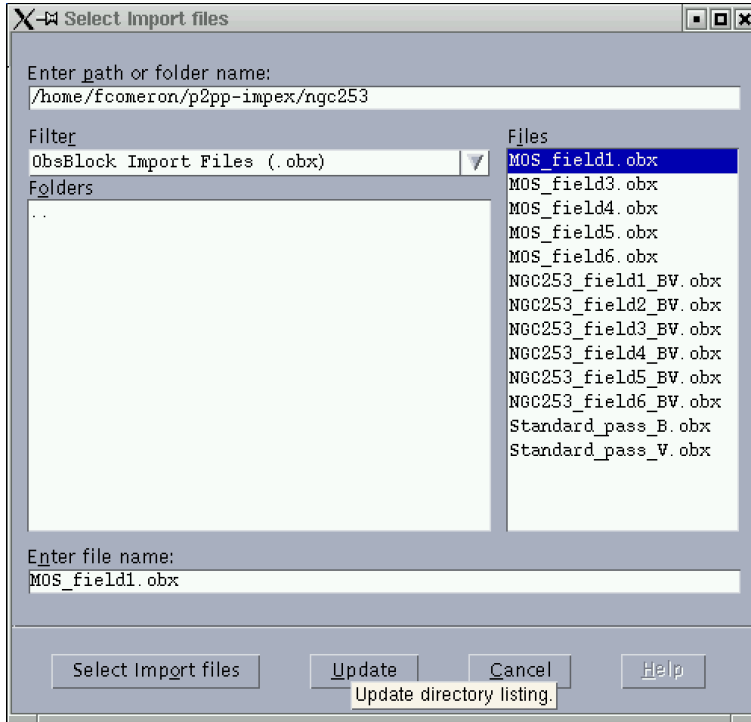 Select Import files
Enter path or folder name:
/home/fcomeron/p2pp-impex/ngc253
Filter
ObsBlock Import Files (.obx)
Folders
..
Files
MOS_field1.obx
MOS_field3.obx
MOS_field4.obx
MOS_field5.obx
MOS_field6.obx
NGC253_field1_BV.obx
NGC253_field2_BV.obx
NGC253_field3_BV.obx
NGC253_field4_BV.obx
NGC253_field5_BV.obx
NGC253_field6_BV.obx
Standard_pass_B.obx
Standard_pass_V.obx
Enter file name:
MOS_field1.obx
Select Import files
Update
Cancel
Help
Update directory listing.